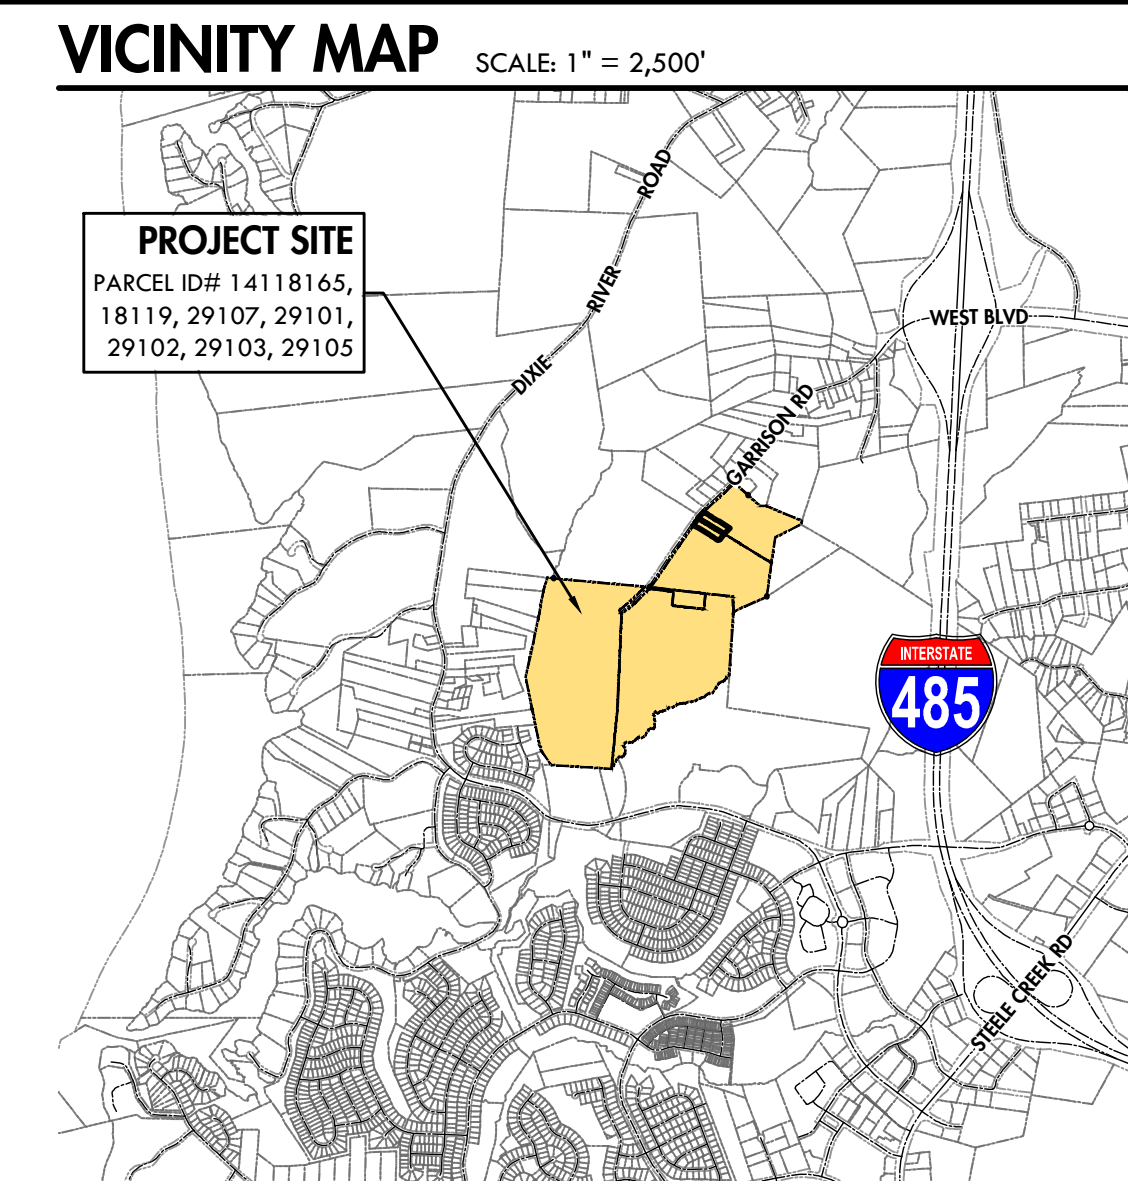 VICINITY MAP SCALE: 1" = 2,500'
ROAD
PROJECT SITE
PARCEL ID# 14118165,
18119, 29107, 29101,
29102, 29103, 29105
RIVER
WEST BLVD
DIXIE
GARRISON RD
INTERSTATE
485
STEELE CREEK RD